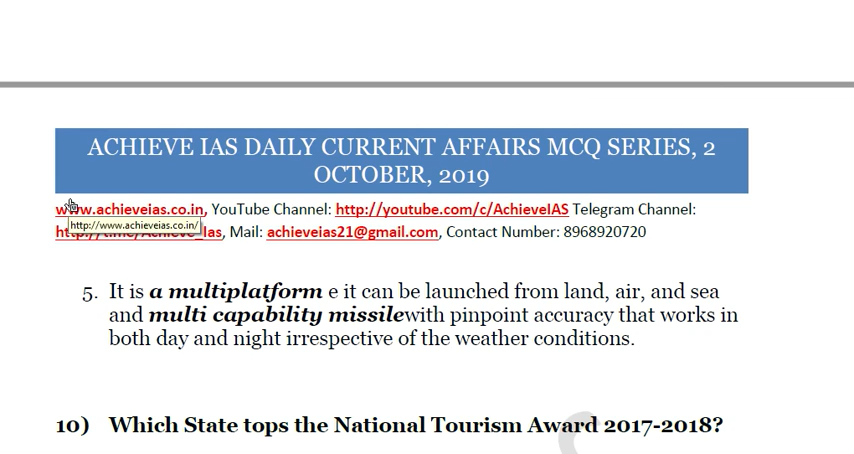 ACHIEVE IAS DAILY CURRENT AFFAIRS MCQ SERIES, 2
OCTOBER, 2019
www.achieveias.co.in, YouTube Channel: http://youtube.com/c/AchieveIAS Telegram Channel:
http://www.achieveias.co.in/
http://t.me/Achieve_Ias, Mail: achieveias21@gmail.com, Contact Number: 8968920720
5. It is a multiplatform e it can be launched from land, air, and sea
and multi capability missilewith pinpoint accuracy that works in
both day and night irrespective of the weather conditions.
10) Which State tops the National Tourism Award 2017-2018?